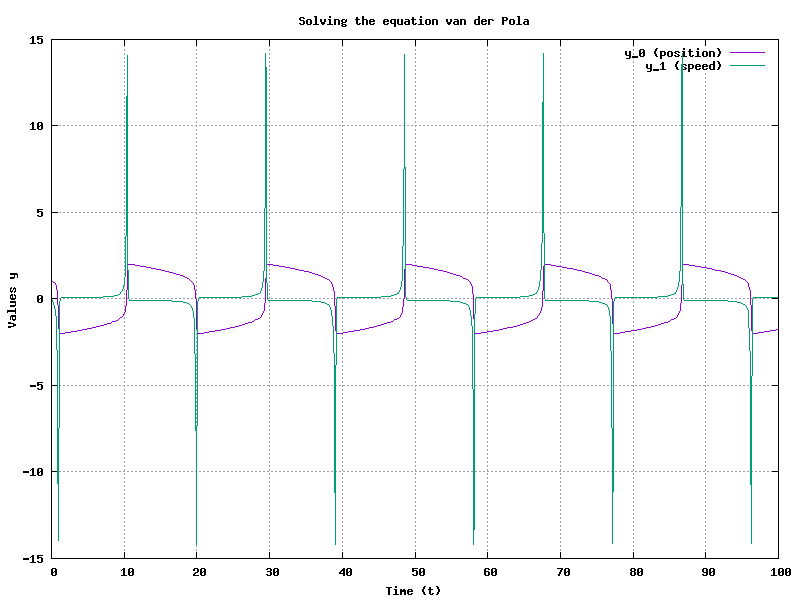 Solving the equation van der Pola
y_0 (position)
y_1 (speed)
15
10
5
0
-5
-10
-15
Values y
0 10 20 30 40 50 60 70 80 90 100
Time (t)